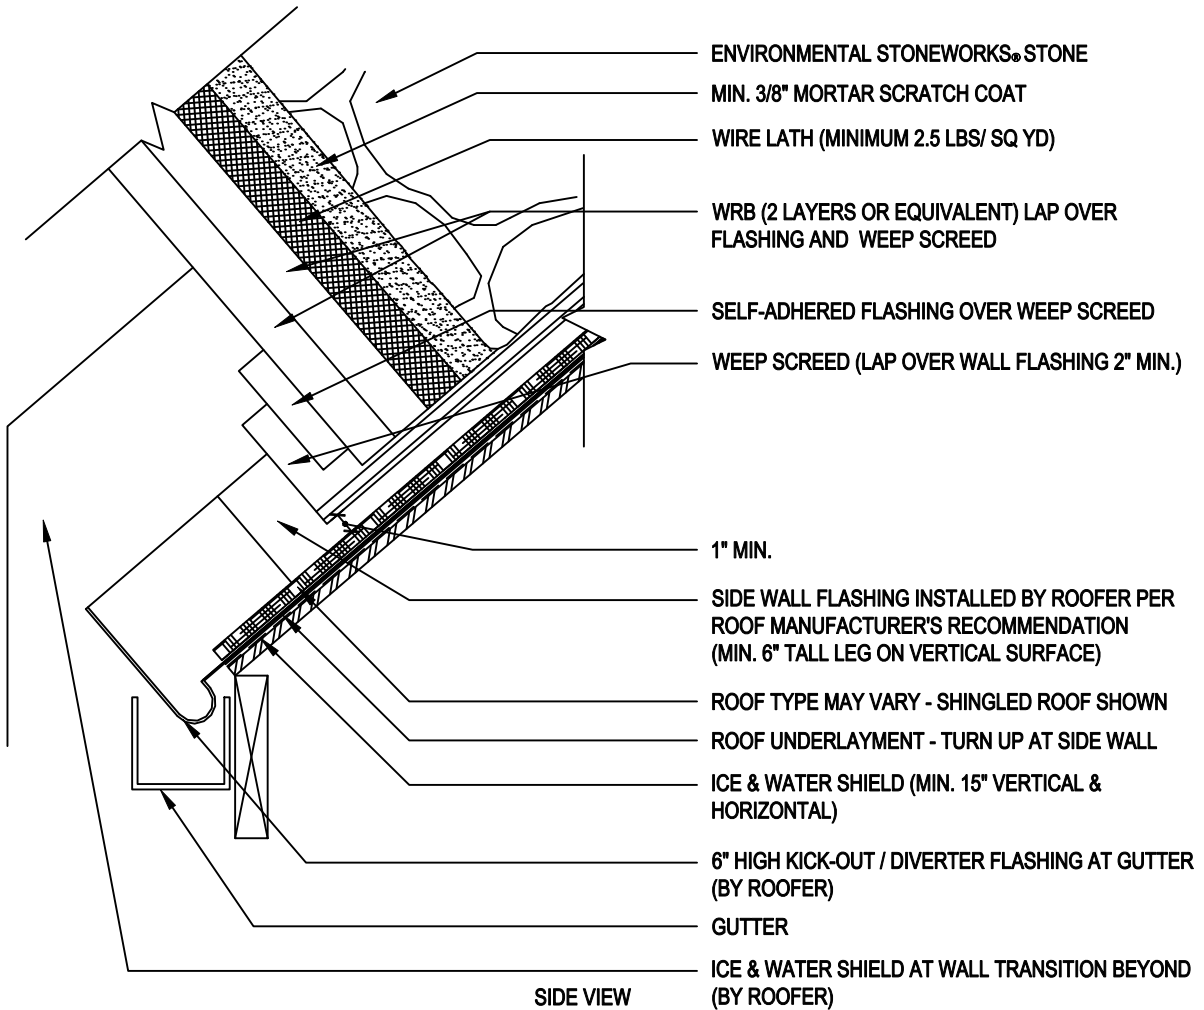 ENVIRONMENTAL STONEWORKS® STONE
MIN. 3/8" MORTAR SCRATCH COAT
WIRE LATH (MINIMUM 2.5 LBS/ SQ YD)
WRB (2 LAYERS OR EQUIVALENT) LAP OVER
FLASHING AND WEEP SCREED
SELF-ADHERED FLASHING OVER WEEP SCREED
WEEP SCREED (LAP OVER WALL FLASHING 2" MIN.)
1" MIN.
SIDE WALL FLASHING INSTALLED BY ROOFER PER
ROOF MANUFACTURER'S RECOMMENDATION
(MIN. 6" TALL LEG ON VERTICAL SURFACE)
ROOF TYPE MAY VARY - SHINGLED ROOF SHOWN
ROOF UNDERLAYMENT - TURN UP AT SIDE WALL
ICE & WATER SHIELD (MIN. 15" VERTICAL &
HORIZONTAL)
6" HIGH KICK-OUT / DIVERTER FLASHING AT GUTTER
(BY ROOFER)
GUTTER
ICE & WATER SHIELD AT WALL TRANSITION BEYOND
(BY ROOFER)
SIDE VIEW